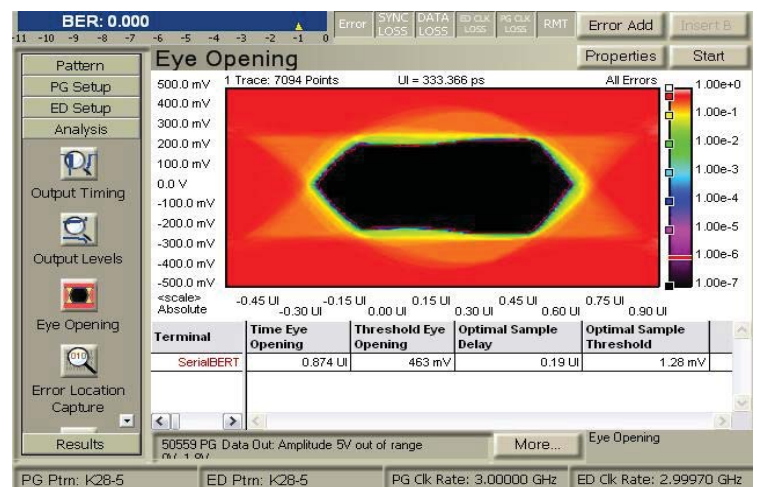 BER: 0.000
-11 -10 -9 -8 -7 -6 -5 -4 -3 -2 -1 0
Error
SYNC LOSS
DATA LOSS
ED CLK LOSS
PG CLK LOSS
RMT
Error Add
Insert B
Eye Opening
Properties
Start
Pattern
PG Setup
ED Setup
Analysis
Output Timing
Output Levels
Eye Opening
Error Location
Capture
Results
1 Trace: 7094 Points
UI = 333.366 ps
All Errors
500.0 mV
400.0 mV
300.0 mV
200.0 mV
100.0 mV
0.0 V
-100.0 mV
-200.0 mV
-300.0 mV
-400.0 mV
-500.0 mV
1.00e+0
1.00e-1
1.00e-2
1.00e-3
1.00e-4
1.00e-5
1.00e-6
1.00e-7
<scale>
Absolute
-0.45 UI -0.15 UI 0.15 UI 0.45 UI 0.75 UI
-0.30 UI 0.00 UI 0.30 UI 0.60 UI 0.90 UI
Terminal
Time Eye Opening
Threshold Eye Opening
Optimal Sample Delay
Optimal Sample Threshold
SerialBERT 0.874 UI 463 mV 0.19 UI 1.28 mV
50559 PG Data Out: Amplitude 5V out of range
More...
Eye Opening
PG Ptrn: K28-5
ED Ptrn: K28-5
PG Clk Rate: 3.00000 GHz
ED Clk Rate: 2.99970 GHz